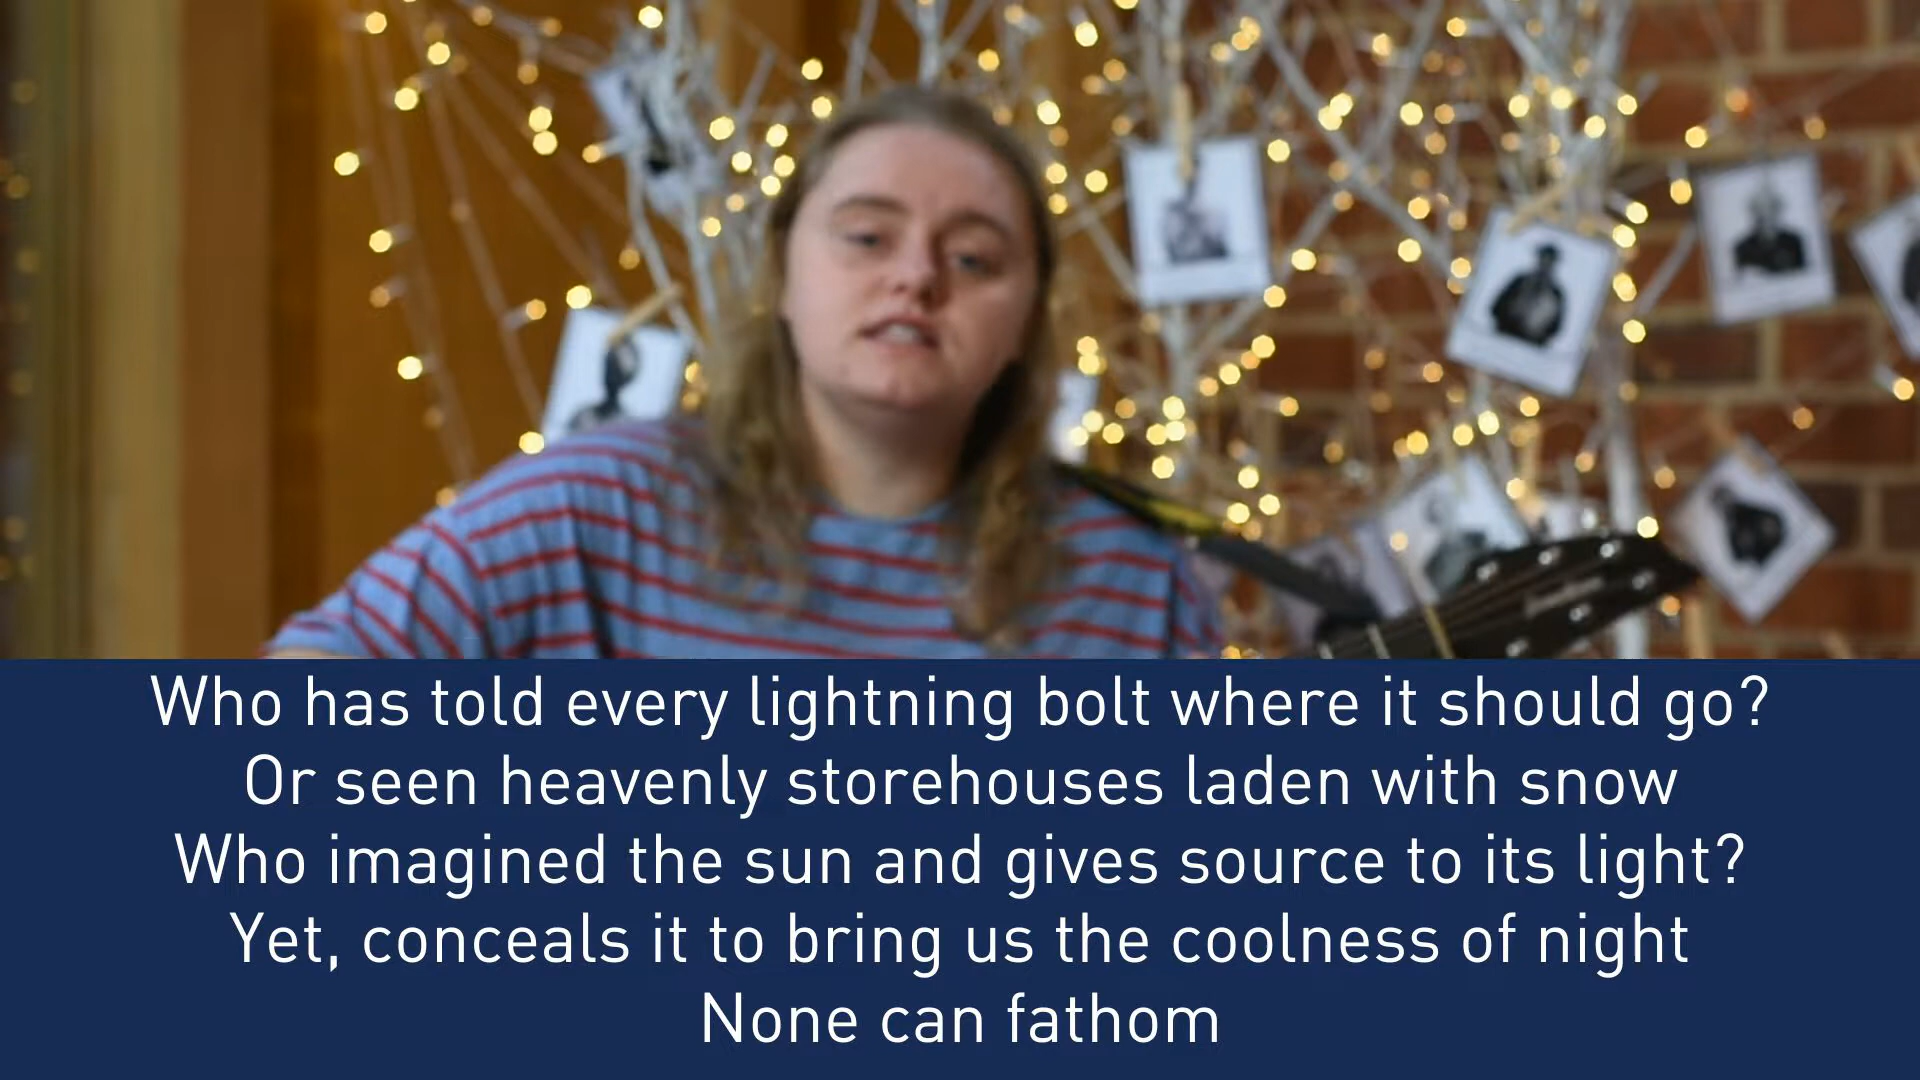 Who has told every lightning bolt where it should go?
Or seen heavenly storehouses laden with snow
Who imagined the sun and gives source to its light?
Yet, conceals it to bring us the coolness of night
None can fathom